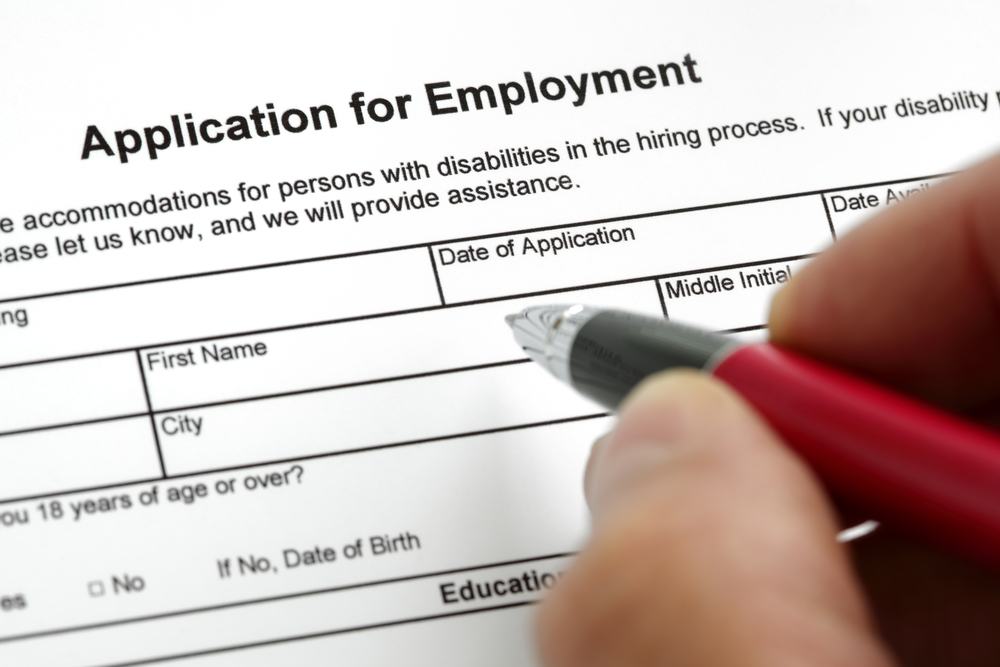 Application for Employment
e accommodations for persons with disabilities in the hiring process. If your disability
ease let us know, and we will provide assistance.
ng Date of Application Date
First Name Middle Initial
City
ou 18 years of age or over?
es □ No If No, Date of Birth
Educatio